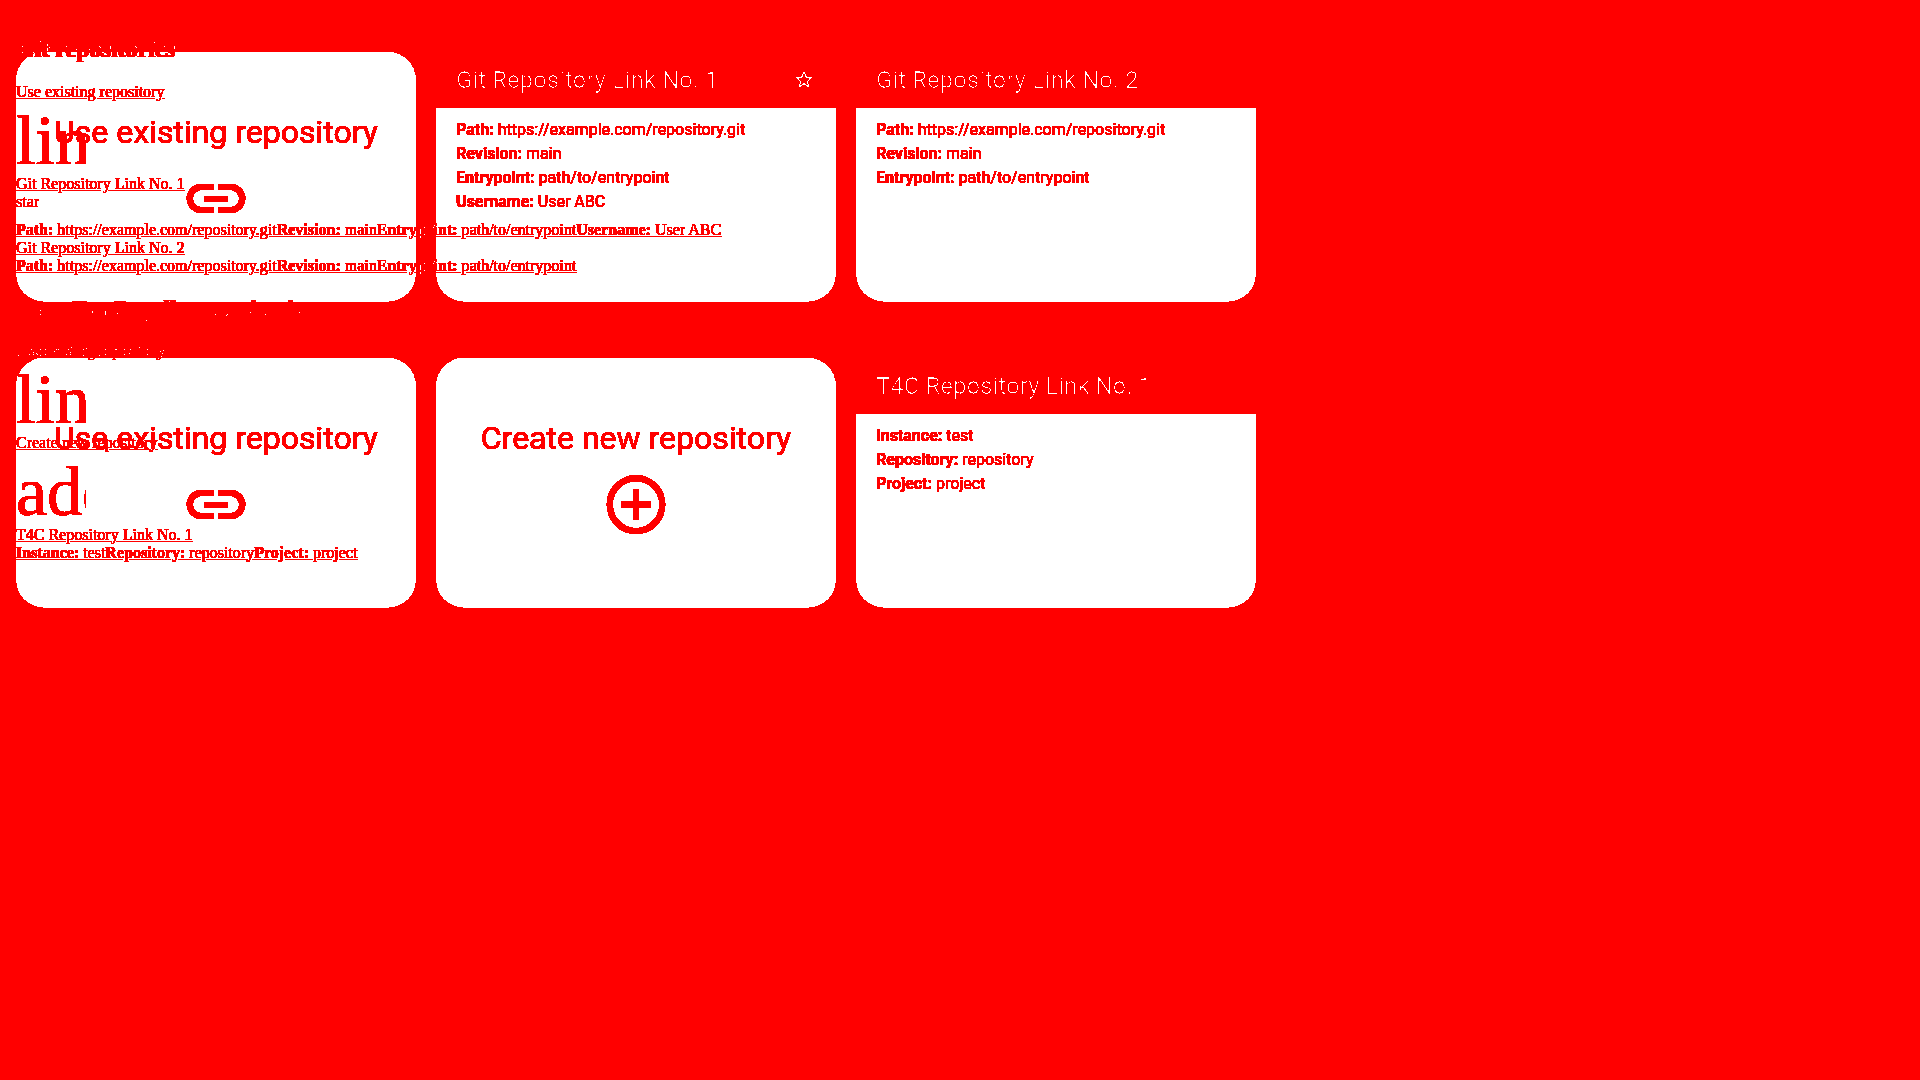 Git repositories
Use existing repository
lin
Use existing repository
Git Repository Link No. 1
star
Path: https://example.com/repository.gitRevision: mainEntrypoint: path/to/entrypointUsername: User ABC
Git Repository Link No. 2
Path: https://example.com/repository.gitRevision: mainEntrypoint: path/to/entrypoint
Git Repository Link No. 1
Path: https://example.com/repository.git
Revision: main
Entrypoint: path/to/entrypoint
Username: User ABC
Git Repository Link No. 2
Path: https://example.com/repository.git
Revision: main
Entrypoint: path/to/entrypoint
lin
Use existing repository
Create new repository
ad
T4C Repository Link No. 1
Instance: testRepository: repositoryProject: project
Create new repository
T4C Repository Link No. 1
Instance: test
Repository: repository
Project: project